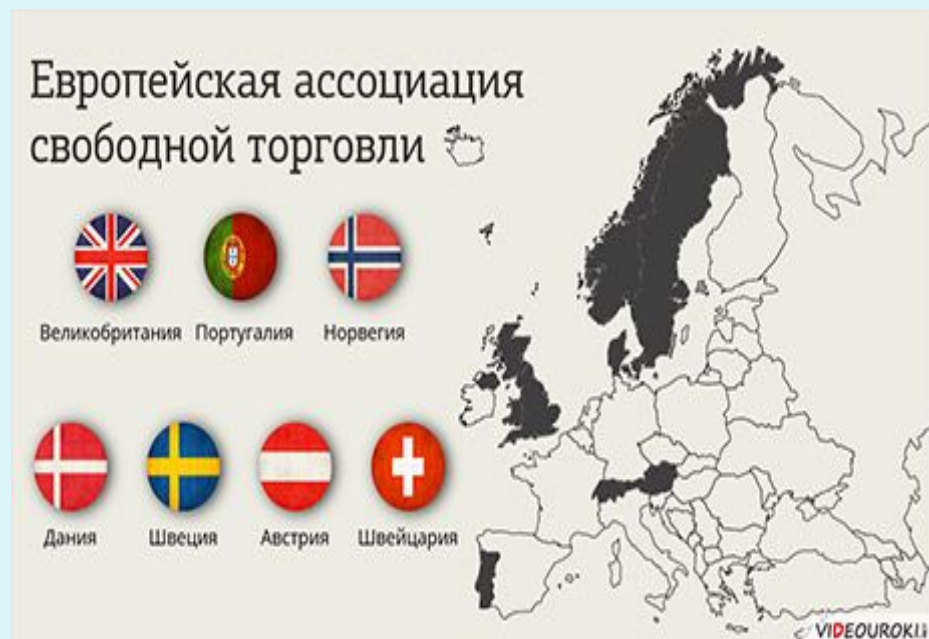 Европейская ассоциация
свободной торговли
Великобритания Португалия Норвегия
Дания Швеция Австрия Швейцария
VIDEOUROKI